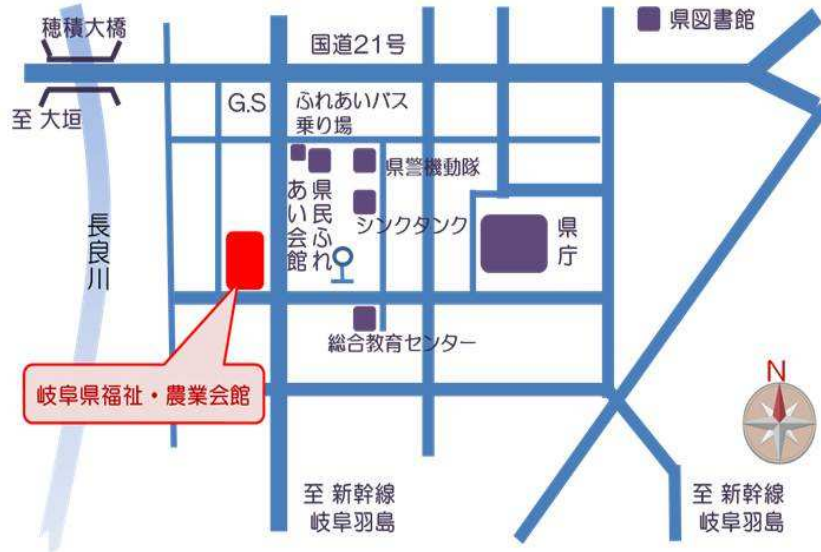 穂積大橋
国道21号
県図書館
至 大垣
G.S
ふれあいバス
乗り場
県警機動隊
県民ふれ
あい会館
シンクタンク
県庁
長良川
総合教育センター
岐阜県福祉・農業会館
N
至 新幹線
岐阜羽島
至 新幹線
岐阜羽島